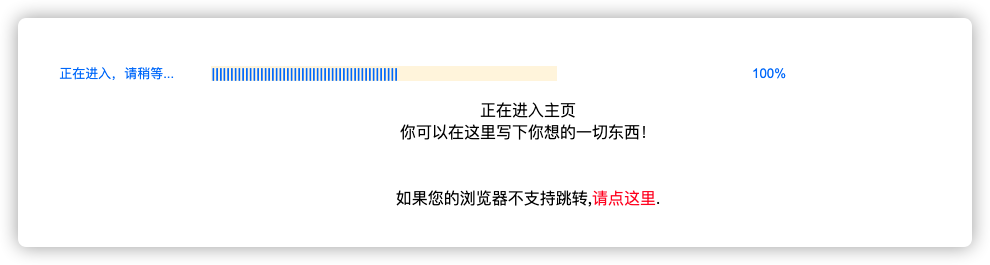 正在进入，请稍等... ||||||||||||||||||||||||||||||||||||||||||||||||||| 100%
正在进入主页
你可以在这里写下你想的一切东西！
如果您的浏览器不支持跳转,请点这里.